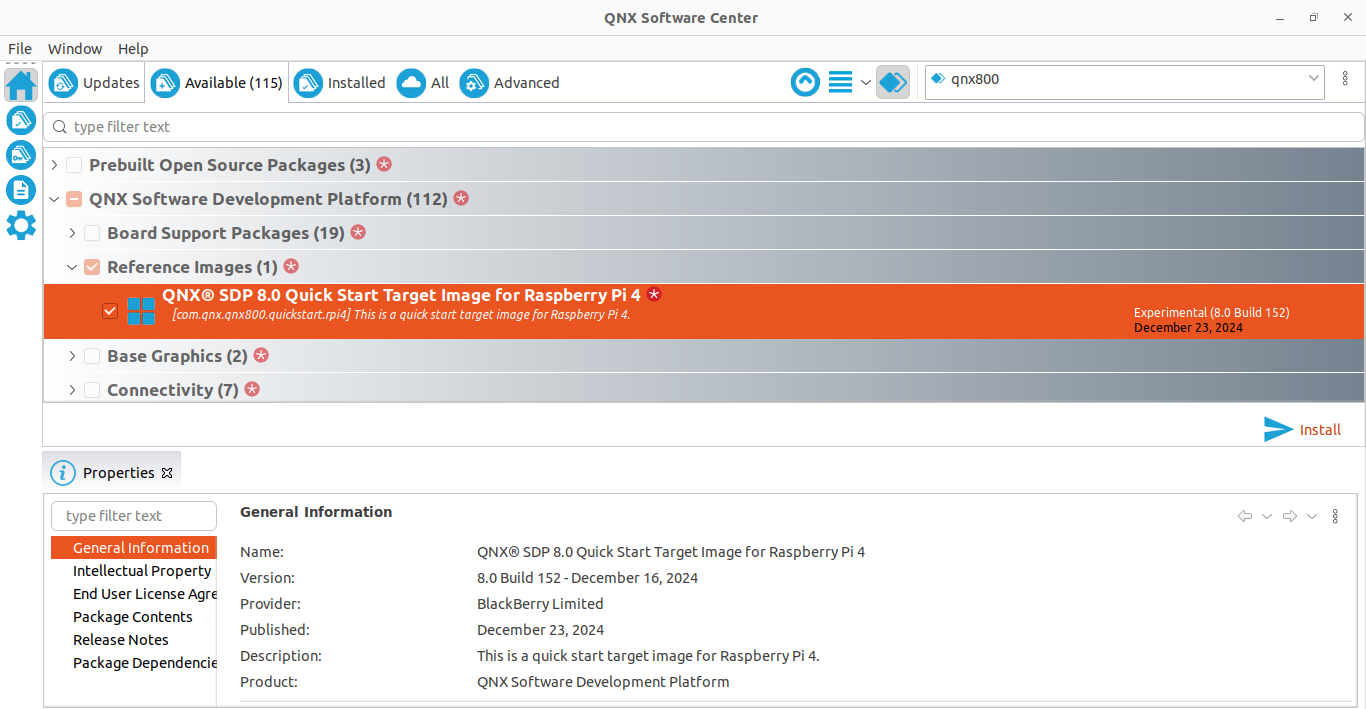 QNX Software Center
File Window Help
Updates Available (115) Installed All Advanced qnx800
type filter text
Prebuilt Open Source Packages (3)
QNX Software Development Platform (112)
Board Support Packages (19)
Reference Images (1)
QNX® SDP 8.0 Quick Start Target Image for Raspberry Pi 4
[com.qnx.qnx800.quickstart.rpi4] This is a quick start target image for Raspberry Pi 4.
Experimental (8.0 Build 152)
December 23, 2024
Base Graphics (2)
Connectivity (7)
Install
Properties
type filter text
General Information
Intellectual Property
End User License Agre
Package Contents
Release Notes
Package Dependencie
General Information
Name: QNX® SDP 8.0 Quick Start Target Image for Raspberry Pi 4
Version: 8.0 Build 152 - December 16, 2024
Provider: BlackBerry Limited
Published: December 23, 2024
Description: This is a quick start target image for Raspberry Pi 4.
Product: QNX Software Development Platform